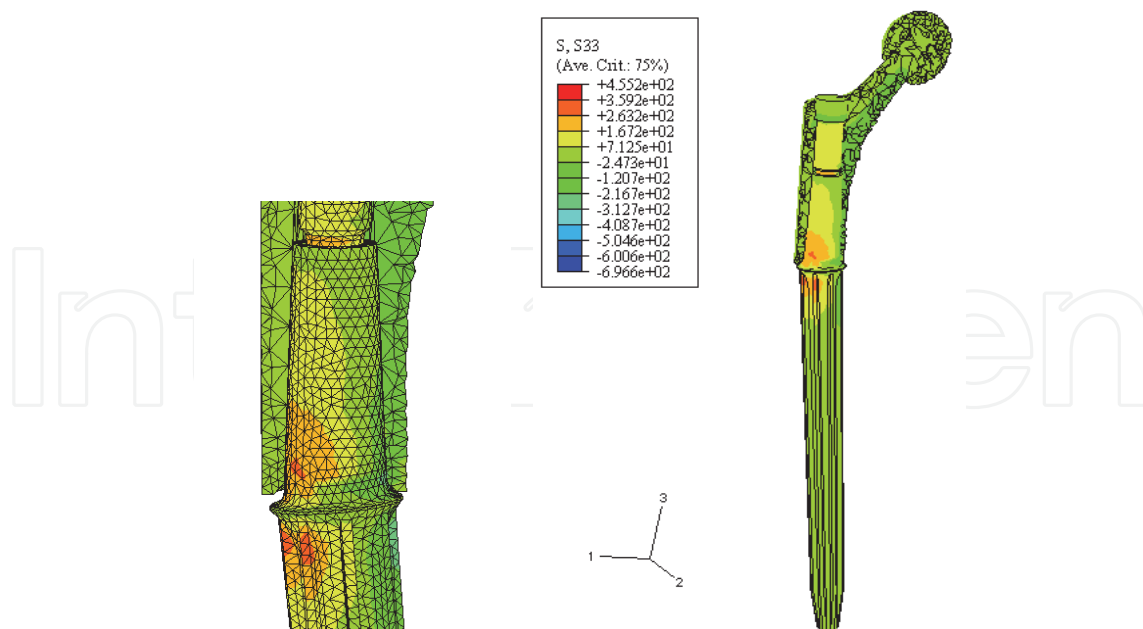 S, S33
(Ave. Crit.: 75%)
+4.552e+02
+3.592e+02
+2.632e+02
+1.672e+02
+7.125e+01
-2.473e+01
-1.207e+02
-2.167e+02
-3.127e+02
-4.087e+02
-5.046e+02
-6.006e+02
-6.966e+02
3
1
2